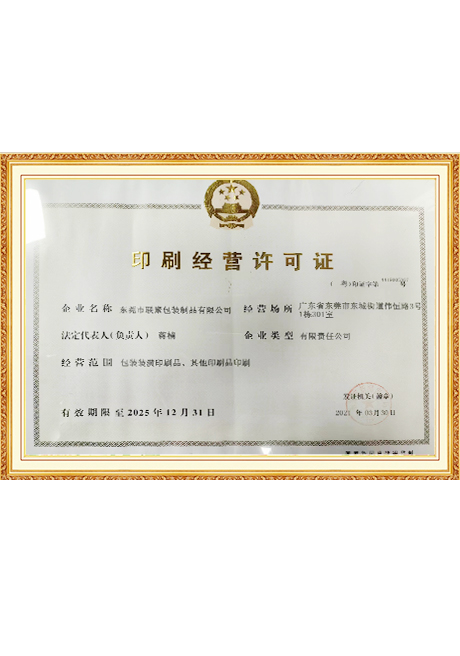 印刷经营许可证
(粤)印证字第 号
企业名称 东莞市联聚包装制品有限公司
经营场所 广东省东莞市东城街道伟恒路3号
1栋301室
法定代表人(负责人) 蒋楠
企业类型 有限责任公司
经营范围 包装装潢印刷品、其他印刷品印刷
发证机关(盖章)
有效期限 至2025年12月31日
年03月30日